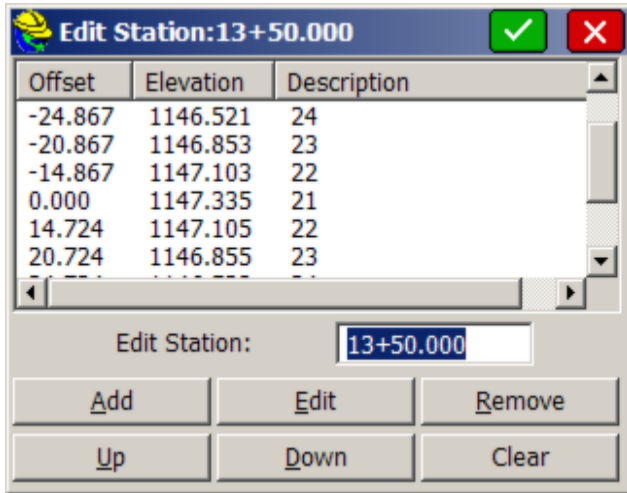 Edit Station:13+50.000
Offset Elevation Description
-24.867 1146.521 24
-20.867 1146.853 23
-14.867 1147.103 22
0.000 1147.335 21
14.724 1147.105 22
20.724 1146.855 23
Edit Station: 13+50.000
Add Edit Remove
Up Down Clear